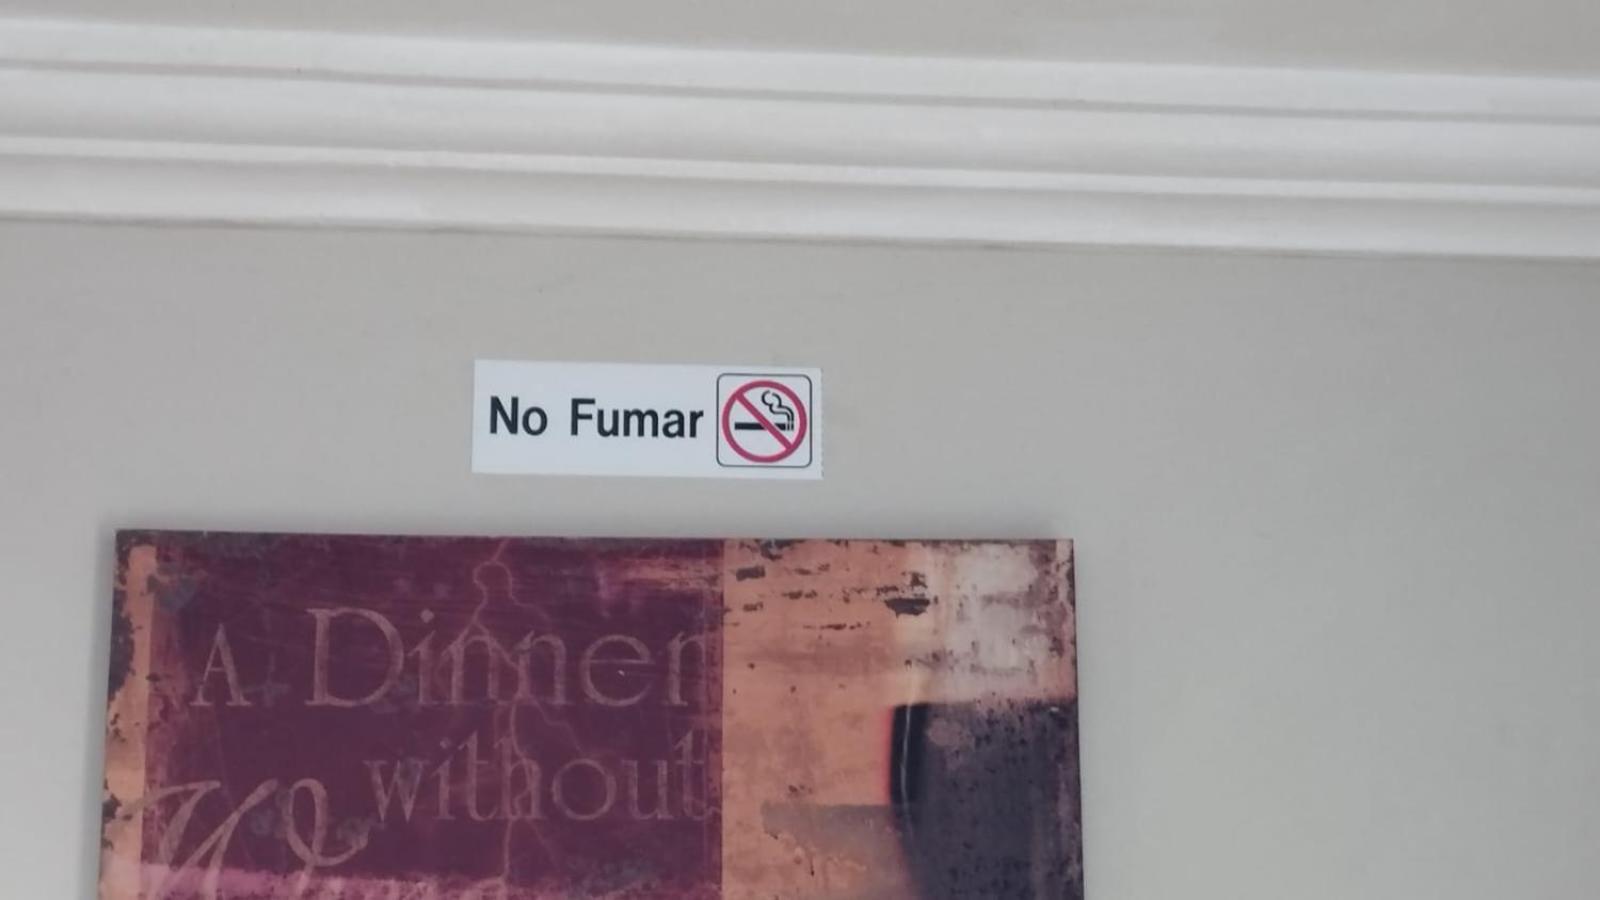 No Fumar
A Dinner
without